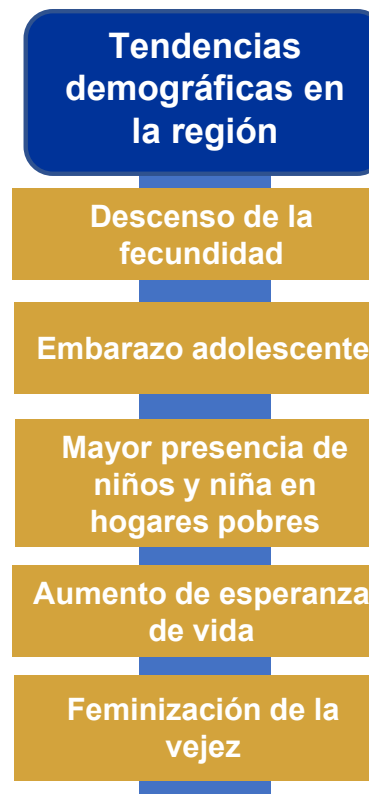 Tendencias
demográficas en
la región
Descenso de la
fecundidad
Embarazo adolescente
Mayor presencia de
niños y niña en
hogares pobres
Aumento de esperanza
de vida
Feminización de la
vejez